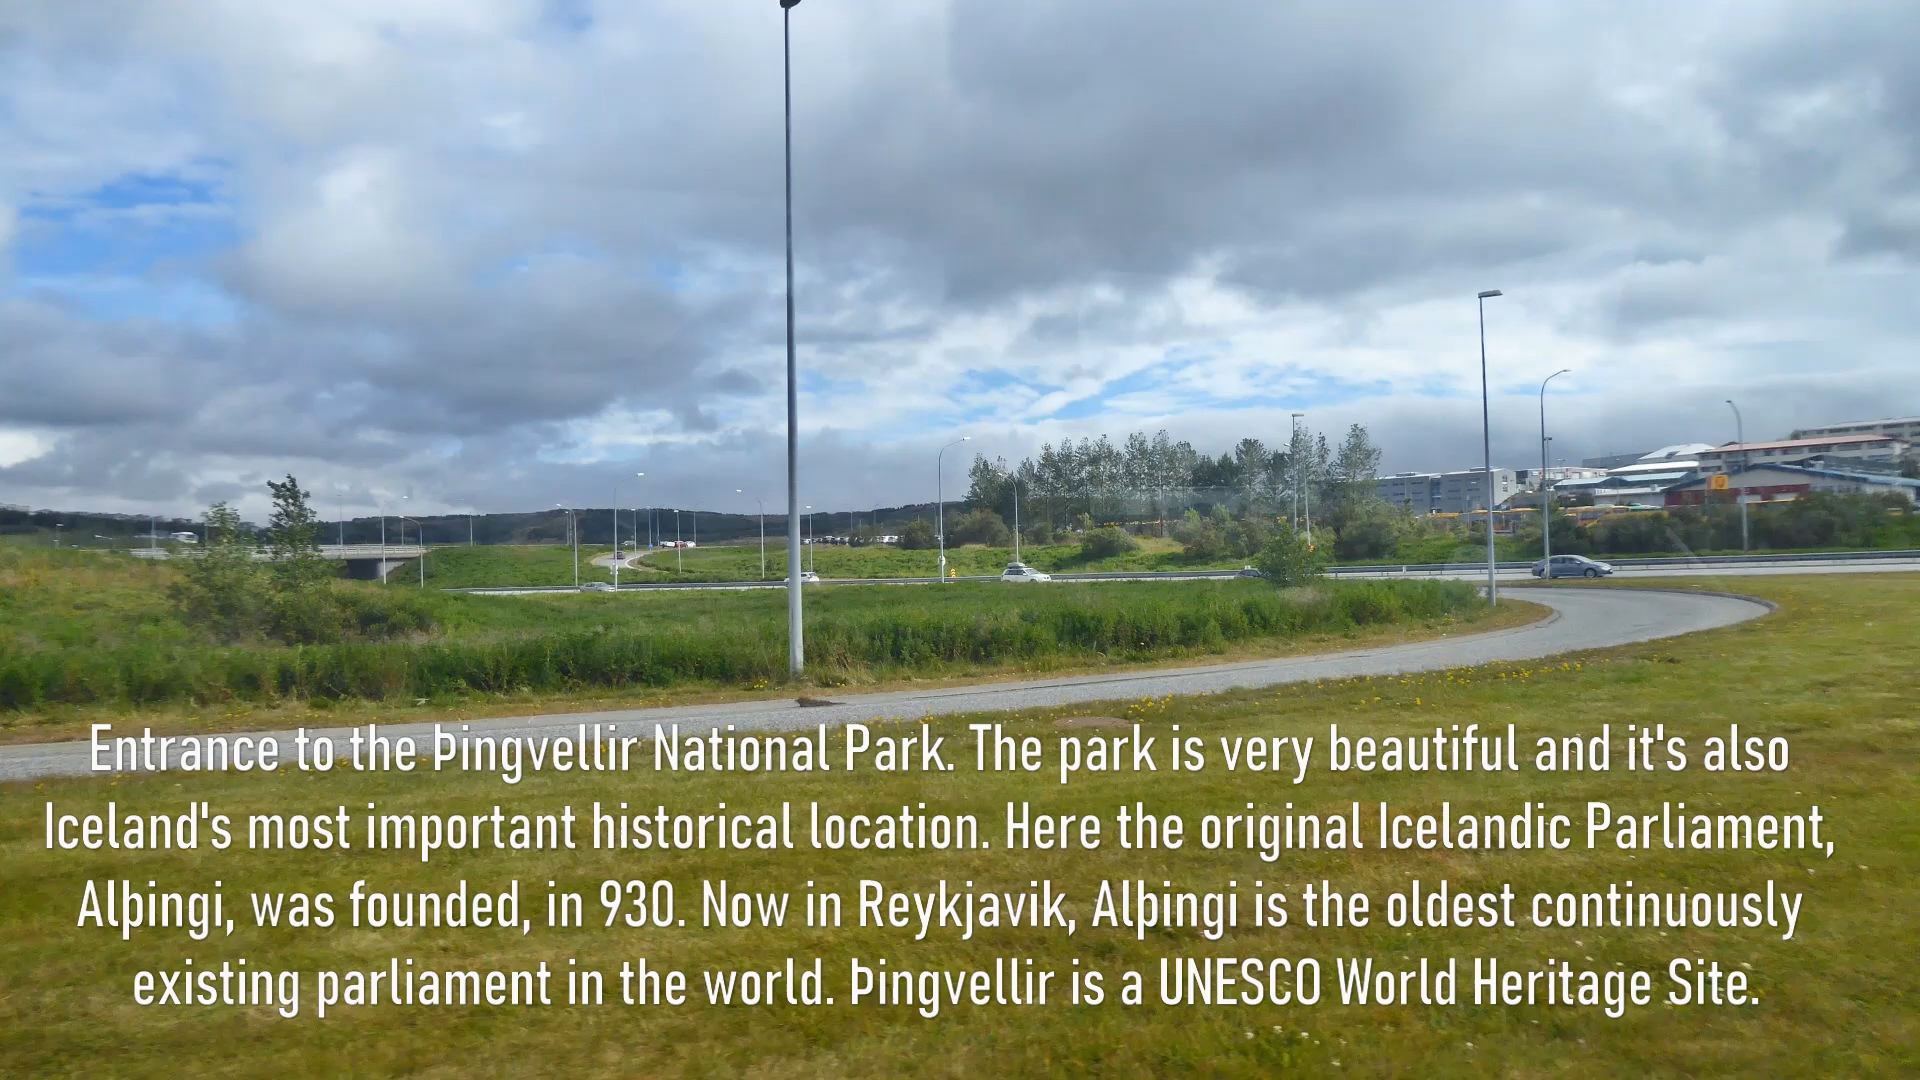 Entrance to the Þingvellir National Park. The park is very beautiful and it's also
Iceland's most important historical location. Here the original Icelandic Parliament,
Alþingi, was founded, in 930. Now in Reykjavik, Alþingi is the oldest continuously
existing parliament in the world. Þingvellir is a UNESCO World Heritage Site.